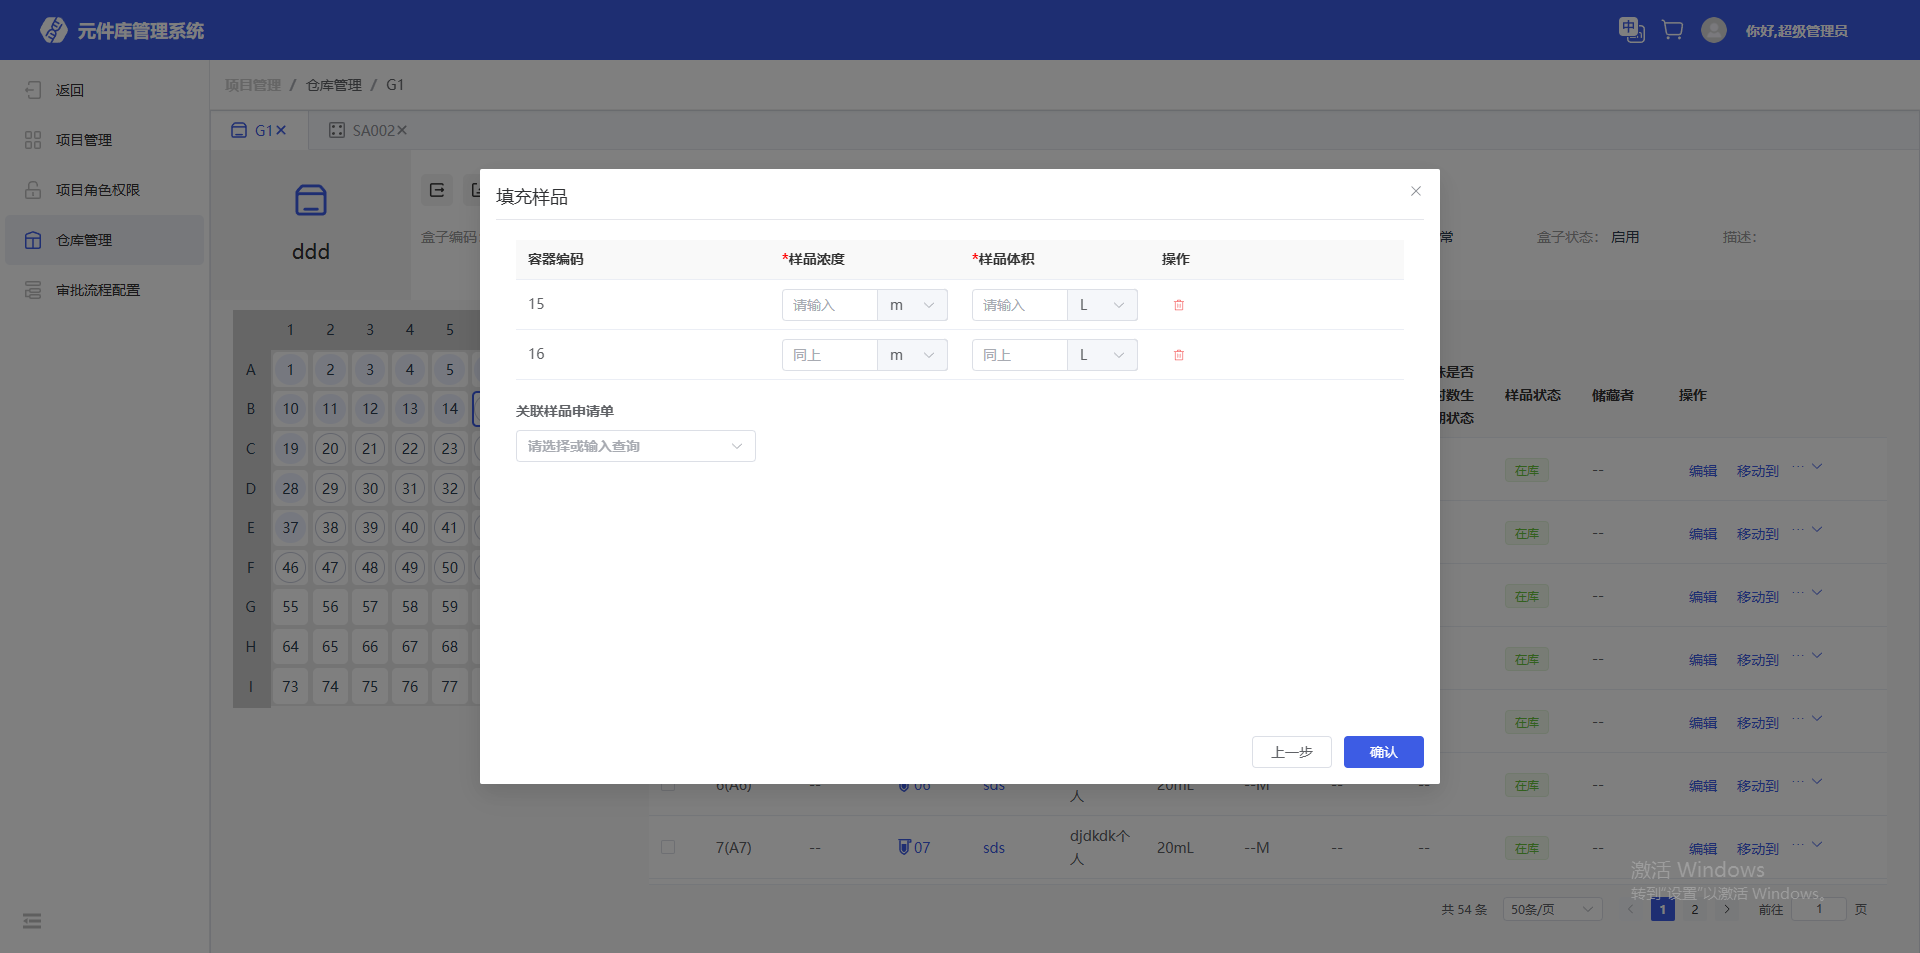 元件库管理系统
中
你好,超级管理员
返回
项目管理
项目角色权限
仓库管理
审批流程配置
项目管理 / 仓库管理 / G1
G1
SA002
ddd
盒子编码
常
盒子状态: 启用
描述:
填充样品
容器编码 *样品浓度 *样品体积 操作
15 请输入 m 请输入 L
16 同上 m 同上 L
关联样品申请单
请选择或输入查询
上一步 确认
1 2 3 4 5
A 1 2 3 4 5
B 10 11 12 13 14
C 19 20 21 22 23
D 28 29 30 31 32
E 37 38 39 40 41
F 46 47 48 49 50
G 55 56 57 58 59
H 64 65 66 67 68
I 73 74 75 76 77
是否
数生
状态
样品状态 储藏者 操作
在库 -- 编辑 移动到 ...
在库 -- 编辑 移动到 ...
在库 -- 编辑 移动到 ...
在库 -- 编辑 移动到 ...
在库 -- 编辑 移动到 ...
6(A6) -- 06 sds 人 20mL --M -- -- 在库 -- 编辑 移动到 ...
7(A7) -- 07 sds djdkdk个人 20mL --M -- -- 在库 -- 编辑 移动到 ...
激活 Windows
转到"设置"以激活 Windows。
共 54 条 50条/页 1 2 前往 1 页